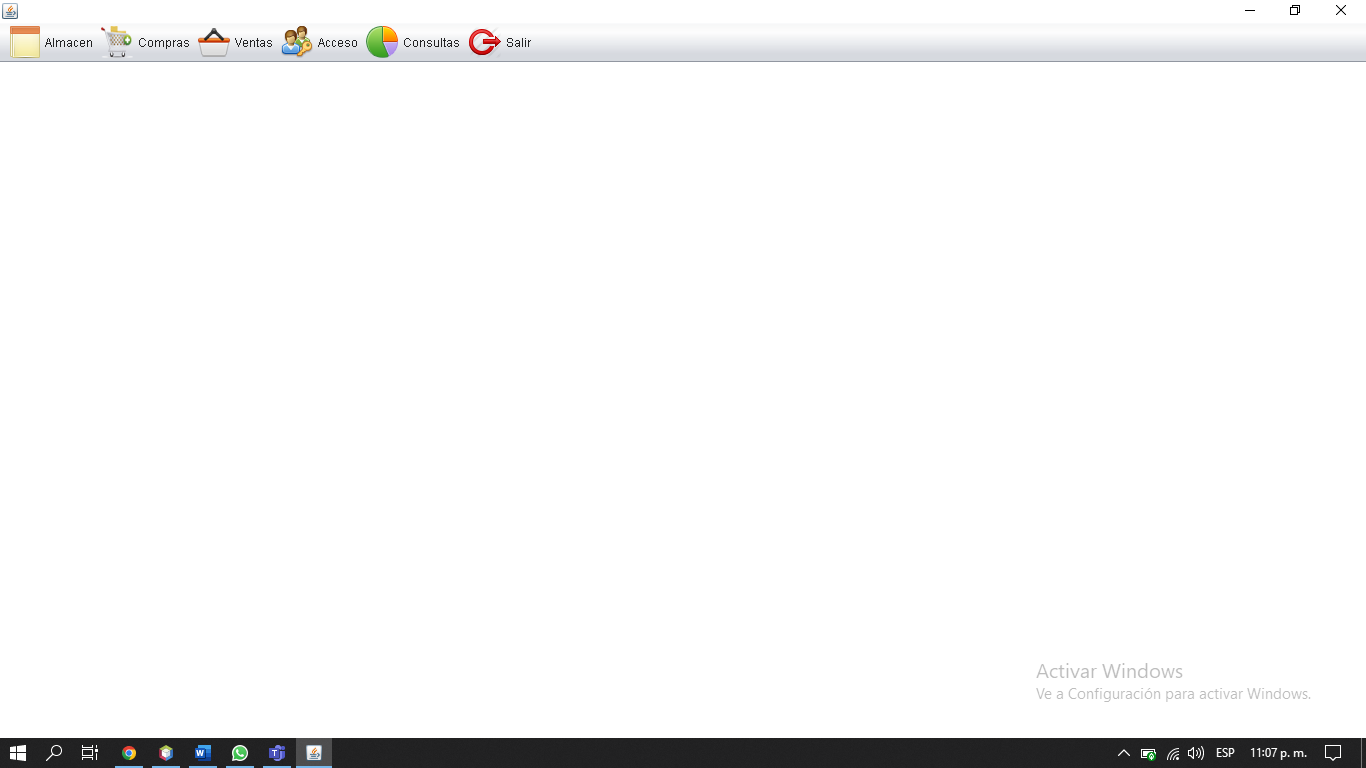 Almacen Compras Ventas Acceso Consultas Salir
Activar Windows
Ve a Configuración para activar Windows.
ESP 11:07 p. m.